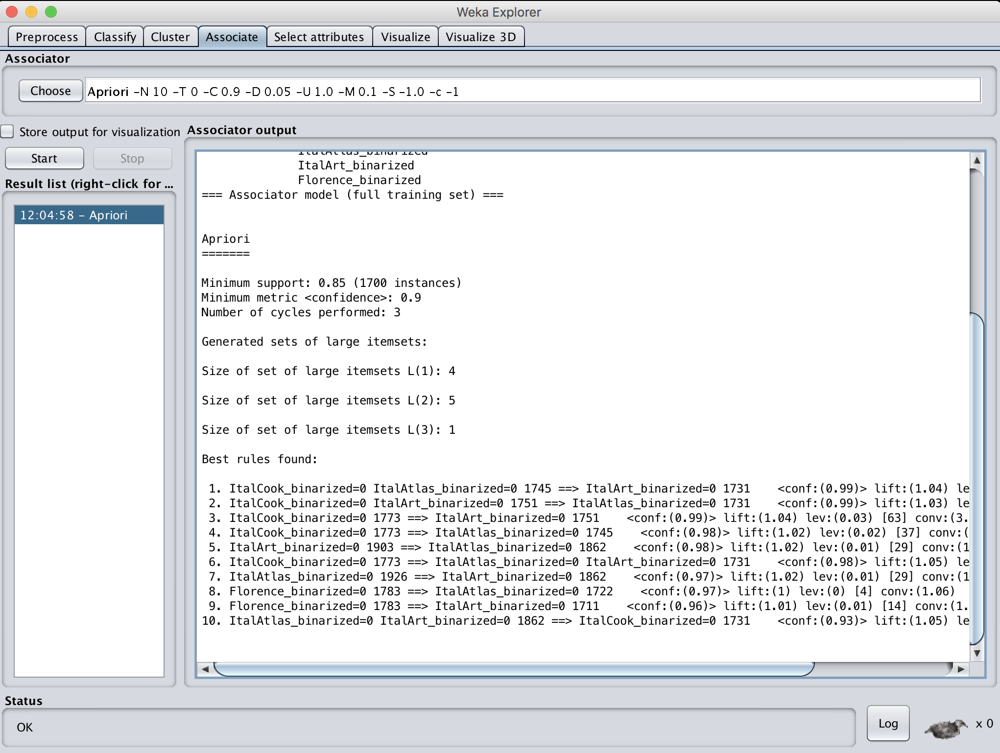 Weka Explorer
Preprocess Classify Cluster Associate Select attributes Visualize Visualize 3D
Associator
Choose Apriori -N 10 -T 0 -C 0.9 -D 0.05 -U 1.0 -M 0.1 -S -1.0 -c -1
Store output for visualization
Start Stop
Result list (right-click for ...
12:04:58 - Apriori
Associator output
ItalAtlas_binarized
ItalArt_binarized
Florence_binarized
=== Associator model (full training set) ===
Apriori
=======
Minimum support: 0.85 (1700 instances)
Minimum metric <confidence>: 0.9
Number of cycles performed: 3
Generated sets of large itemsets:
Size of set of large itemsets L(1): 4
Size of set of large itemsets L(2): 5
Size of set of large itemsets L(3): 1
Best rules found:
1. ItalCook_binarized=0 ItalAtlas_binarized=0 1745 ==> ItalArt_binarized=0 1731 <conf:(0.99)> lift:(1.04) le
2. ItalCook_binarized=0 ItalArt_binarized=0 1751 ==> ItalAtlas_binarized=0 1731 <conf:(0.99)> lift:(1.03) le
3. ItalCook_binarized=0 1773 ==> ItalArt_binarized=0 1751 <conf:(0.99)> lift:(1.04) lev:(0.03) [63] conv:(3.
4. ItalCook_binarized=0 1773 ==> ItalAtlas_binarized=0 1745 <conf:(0.98)> lift:(1.02) lev:(0.02) [37] conv:(
5. ItalArt_binarized=0 1903 ==> ItalAtlas_binarized=0 1862 <conf:(0.98)> lift:(1.02) lev:(0.01) [29] conv:(1
6. ItalCook_binarized=0 1773 ==> ItalAtlas_binarized=0 ItalArt_binarized=0 1731 <conf:(0.98)> lift:(1.05) le
7. ItalAtlas_binarized=0 1926 ==> ItalArt_binarized=0 1862 <conf:(0.97)> lift:(1.02) lev:(0.01) [29] conv:(1
8. Florence_binarized=0 1783 ==> ItalAtlas_binarized=0 1722 <conf:(0.97)> lift:(1) lev:(0) [4] conv:(1.06)
9. Florence_binarized=0 1783 ==> ItalArt_binarized=0 1711 <conf:(0.96)> lift:(1.01) lev:(0.01) [14] conv:(1.
10. ItalAtlas_binarized=0 ItalArt_binarized=0 1862 ==> ItalCook_binarized=0 1731 <conf:(0.93)> lift:(1.05) le
Status
OK
Log
x 0